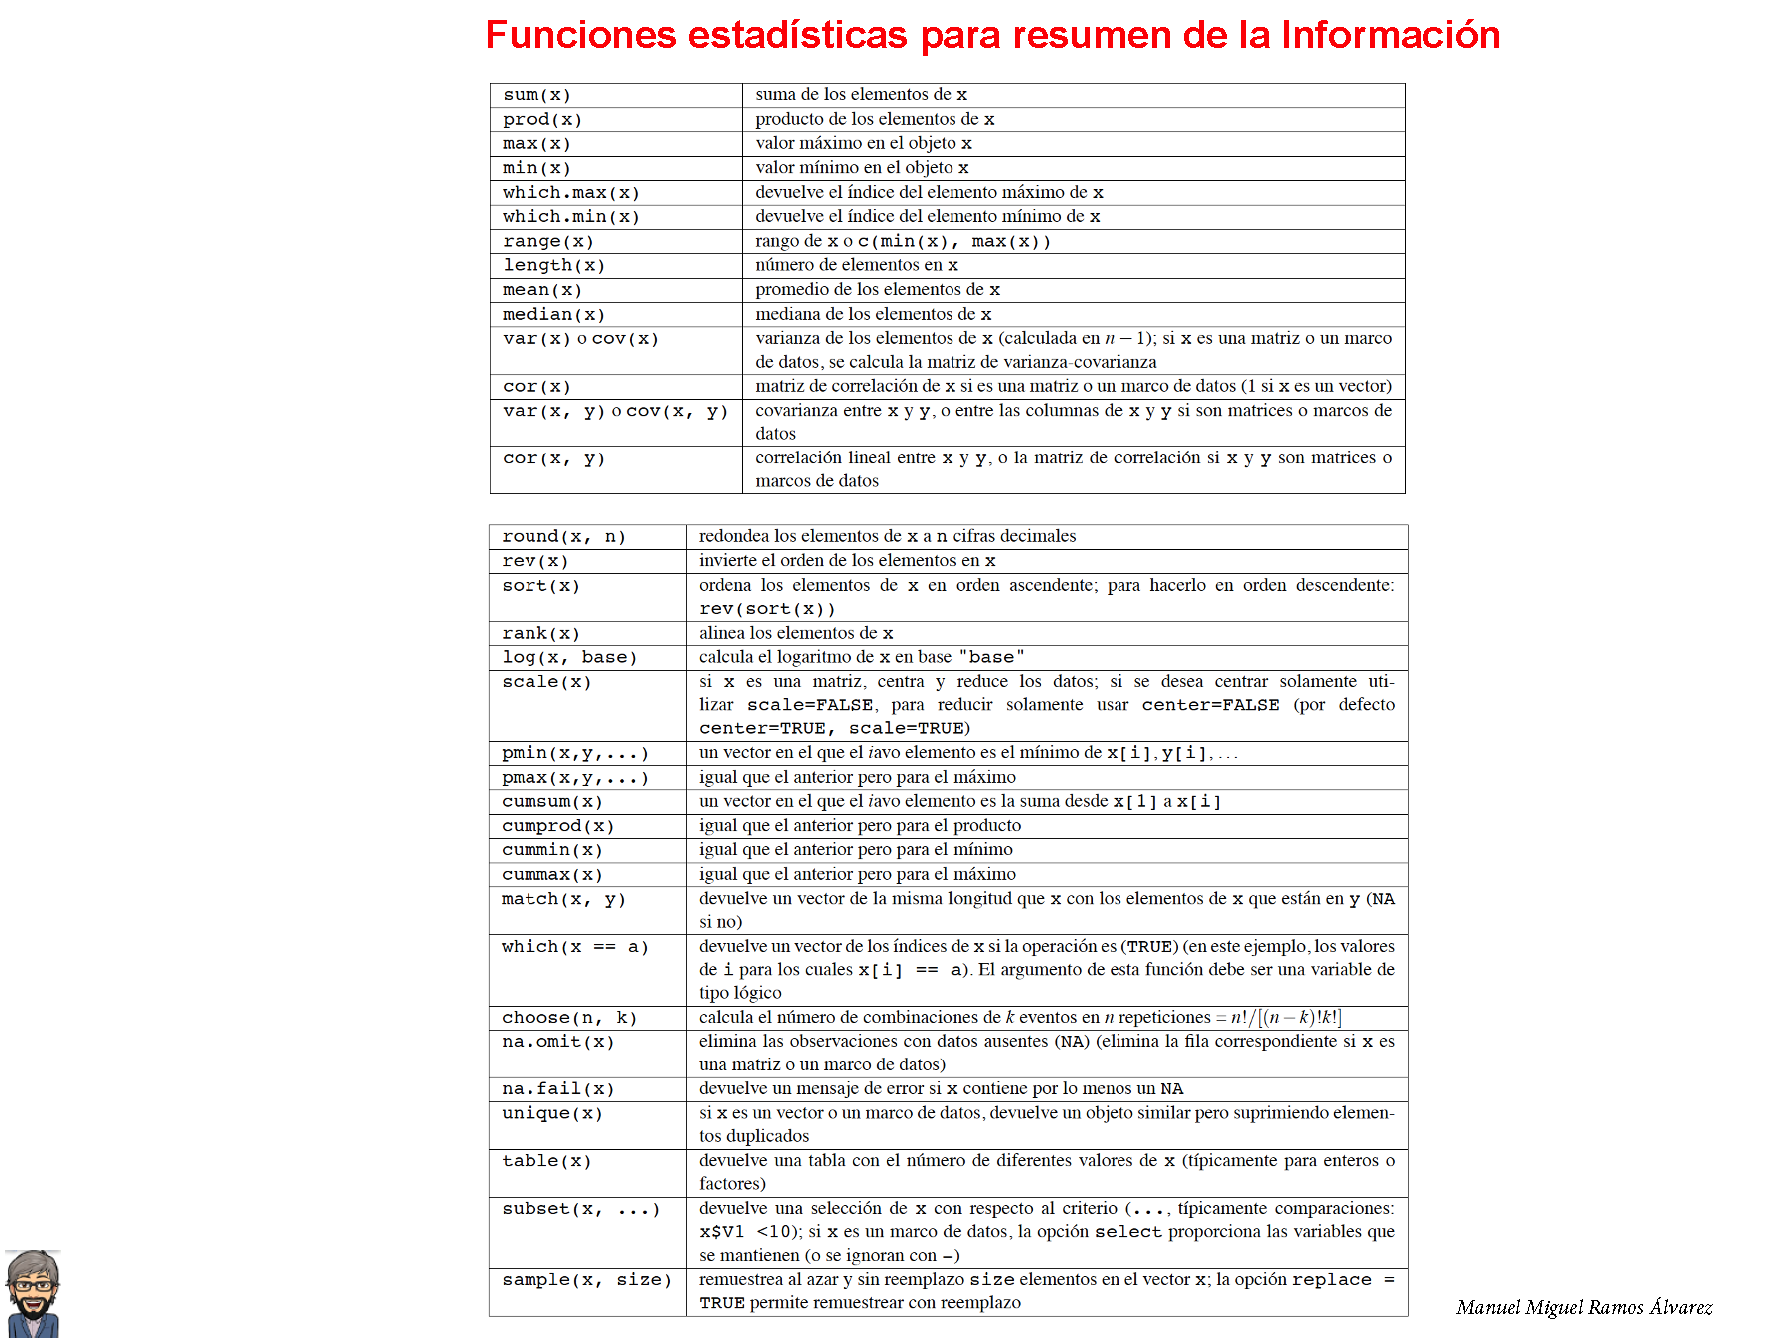 Funciones estadísticas para resumen de la Información
sum(x) suma de los elementos de x
prod(x) producto de los elementos de x
max(x) valor máximo en el objeto x
min(x) valor mínimo en el objeto x
which.max(x) devuelve el índice del elemento máximo de x
which.min(x) devuelve el índice del elemento mínimo de x
range(x) rango de x o c(min(x), max(x))
length(x) número de elementos en x
mean(x) promedio de los elementos de x
median(x) mediana de los elementos de x
var(x) o cov(x) varianza de los elementos de x (calculada en n − 1); si x es una matriz o un marco
de datos, se calcula la matriz de varianza-covarianza
cor(x) matriz de correlación de x si es una matriz o un marco de datos (1 si x es un vector)
var(x, y) o cov(x, y) covarianza entre x y y, o entre las columnas de x y y si son matrices o marcos de
datos
cor(x, y) correlación lineal entre x y y, o la matriz de correlación si x y y son matrices o
marcos de datos
round(x, n) redondea los elementos de x a n cifras decimales
rev(x) invierte el orden de los elementos en x
sort(x) ordena los elementos de x en orden ascendente; para hacerlo en orden descendente:
rev(sort(x))
rank(x) alinea los elementos de x
log(x, base) calcula el logaritmo de x en base "base"
scale(x) si x es una matriz, centra y reduce los datos; si se desea centrar solamente uti-
lizar scale=FALSE, para reducir solamente usar center=FALSE (por defecto
center=TRUE, scale=TRUE)
pmin(x,y,...) un vector en el que el iavo elemento es el mínimo de x[i], y[i], ...
pmax(x,y,...) igual que el anterior pero para el máximo
cumsum(x) un vector en el que el iavo elemento es la suma desde x[1] a x[i]
cumprod(x) igual que el anterior pero para el producto
cummin(x) igual que el anterior pero para el mínimo
cummax(x) igual que el anterior pero para el máximo
match(x, y) devuelve un vector de la misma longitud que x con los elementos de x que están en y (NA
si no)
which(x == a) devuelve un vector de los índices de x si la operación es (TRUE) (en este ejemplo, los valores
de i para los cuales x[i] == a). El argumento de esta función debe ser una variable de
tipo lógico
choose(n, k) calcula el número de combinaciones de k eventos en n repeticiones = n!/[(n − k)!k!]
na.omit(x) elimina las observaciones con datos ausentes (NA) (elimina la fila correspondiente si x es
una matriz o un marco de datos)
na.fail(x) devuelve un mensaje de error si x contiene por lo menos un NA
unique(x) si x es un vector o un marco de datos, devuelve un objeto similar pero suprimiendo elemen-
tos duplicados
table(x) devuelve una tabla con el número de diferentes valores de x (típicamente para enteros o
factores)
subset(x, ...) devuelve una selección de x con respecto al criterio (..., típicamente comparaciones:
x$V1 <10); si x es un marco de datos, la opción select proporciona las variables que
se mantienen (o se ignoran con -)
sample(x, size) remuestrea al azar y sin reemplazo size elementos en el vector x; la opción replace =
TRUE permite remuestrear con reemplazo
Manuel Miguel Ramos Álvarez